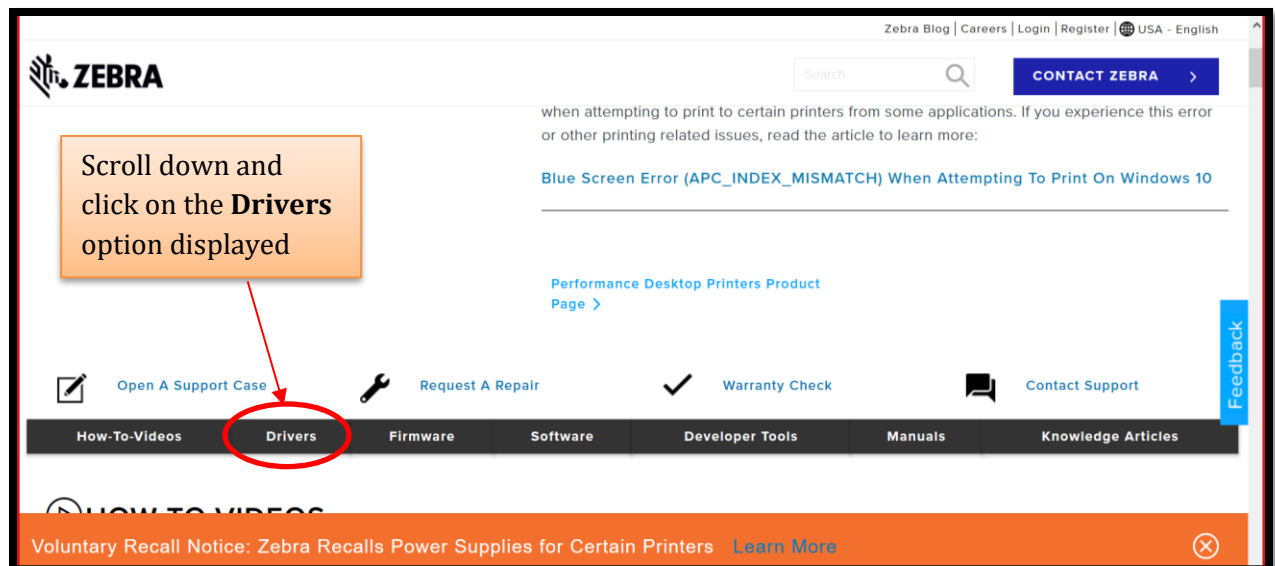 Zebra Blog | Careers | Login | Register | USA - English
ZEBRA
Search
CONTACT ZEBRA >
when attempting to print to certain printers from some applications. If you experience this error
or other printing related issues, read the article to learn more:
Blue Screen Error (APC_INDEX_MISMATCH) When Attempting To Print On Windows 10
Scroll down and
click on the Drivers
option displayed
Performance Desktop Printers Product
Page >
Feedback
Open A Support Case
Request A Repair
Warranty Check
Contact Support
How-To-Videos
Drivers
Firmware
Software
Developer Tools
Manuals
Knowledge Articles
HOW-TO VIDEOS
Voluntary Recall Notice: Zebra Recalls Power Supplies for Certain Printers Learn More